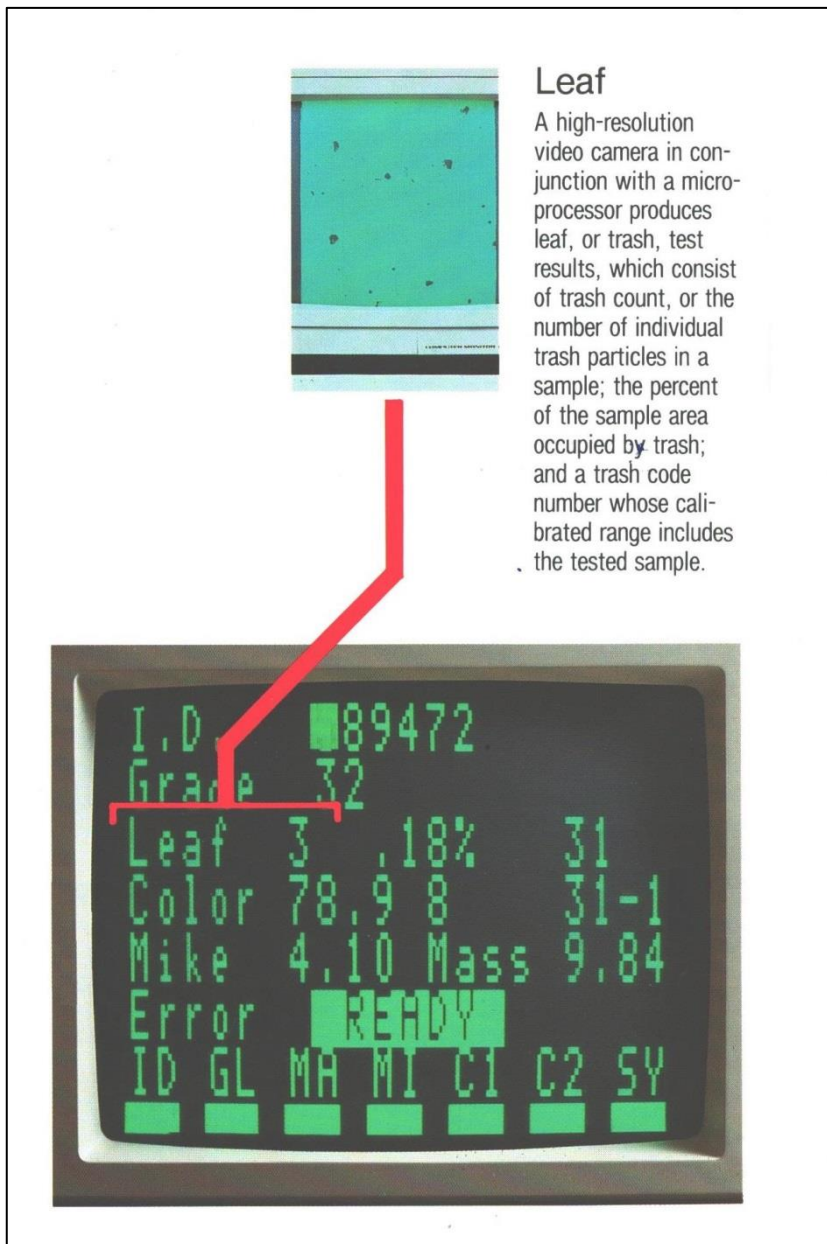 Leaf
A high-resolution
video camera in con-
junction with a micro-
processor produces
leaf, or trash, test
results, which consist
of trash count, or the
number of individual
trash particles in a
sample; the percent
of the sample area
occupied by trash;
and a trash code
number whose cali-
brated range includes
the tested sample.
I.D. 89472
Grade 32
Leaf 3 .18% 31
Color 78.9 8 31-1
Mike 4.10 Mass 9.84
Error READY
ID GL MA MI C1 C2 SY